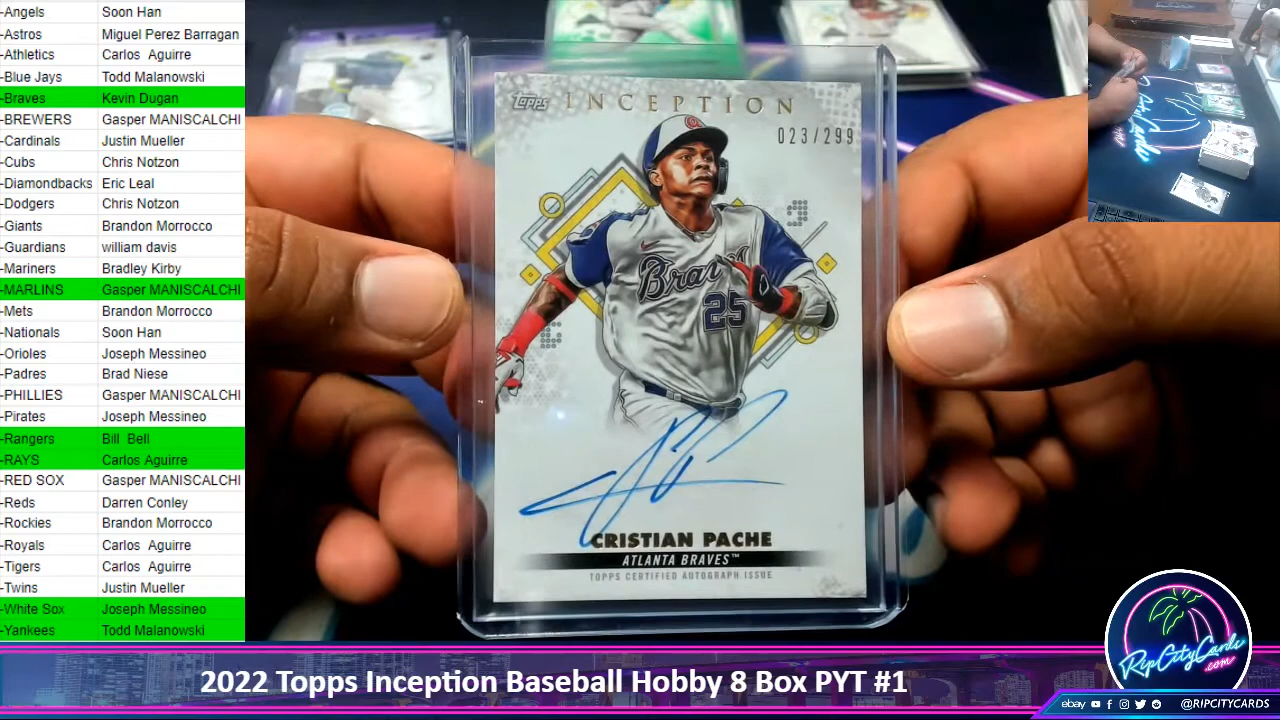 -Angels Soon Han
-Astros Miguel Perez Barragan
-Athletics Carlos Aguirre
-Blue Jays Todd Malanowski
-Braves Kevin Dugan
-BREWERS Gasper MANISCALCHI
-Cardinals Justin Mueller
-Cubs Chris Notzon
-Diamondbacks Eric Leal
-Dodgers Chris Notzon
-Giants Brandon Morrocco
-Guardians william davis
-Mariners Bradley Kirby
-MARLINS Gasper MANISCALCHI
-Mets Brandon Morrocco
-Nationals Soon Han
-Orioles Joseph Messineo
-Padres Brad Niese
-PHILLIES Gasper MANISCALCHI
-Pirates Joseph Messineo
-Rangers Bill Bell
-RAYS Carlos Aguirre
-RED SOX Gasper MANISCALCHI
-Reds Darren Conley
-Rockies Brandon Morrocco
-Royals Carlos Aguirre
-Tigers Carlos Aguirre
-Twins Justin Mueller
-White Sox Joseph Messineo
-Yankees Todd Malanowski
Topps INCEPTION
023/299
Braves
25
CRISTIAN PACHE
ATLANTA BRAVES™
TOPPS CERTIFIED AUTOGRAPH ISSUE
RipCityCards
.com
2022 Topps Inception Baseball Hobby 8 Box PYT #1
ebay @RIPCITYCARDS